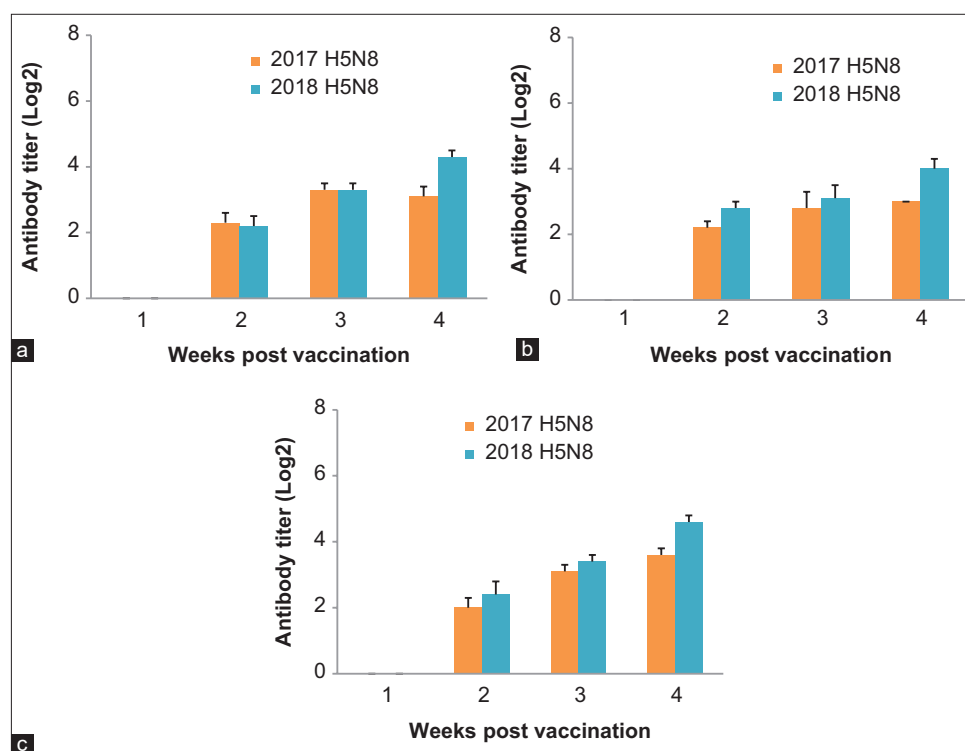 8
6
4
2
0
Antibody titer (Log2)
2017 H5N8
2018 H5N8
1 2 3 4
Weeks post vaccination
a
8
6
4
2
0
Antibody titer (Log2)
2017 H5N8
2018 H5N8
1 2 3 4
Weeks post vaccination
b
8
6
4
2
0
Antibody titer (Log2)
2017 H5N8
2018 H5N8
1 2 3 4
Weeks post vaccination
c